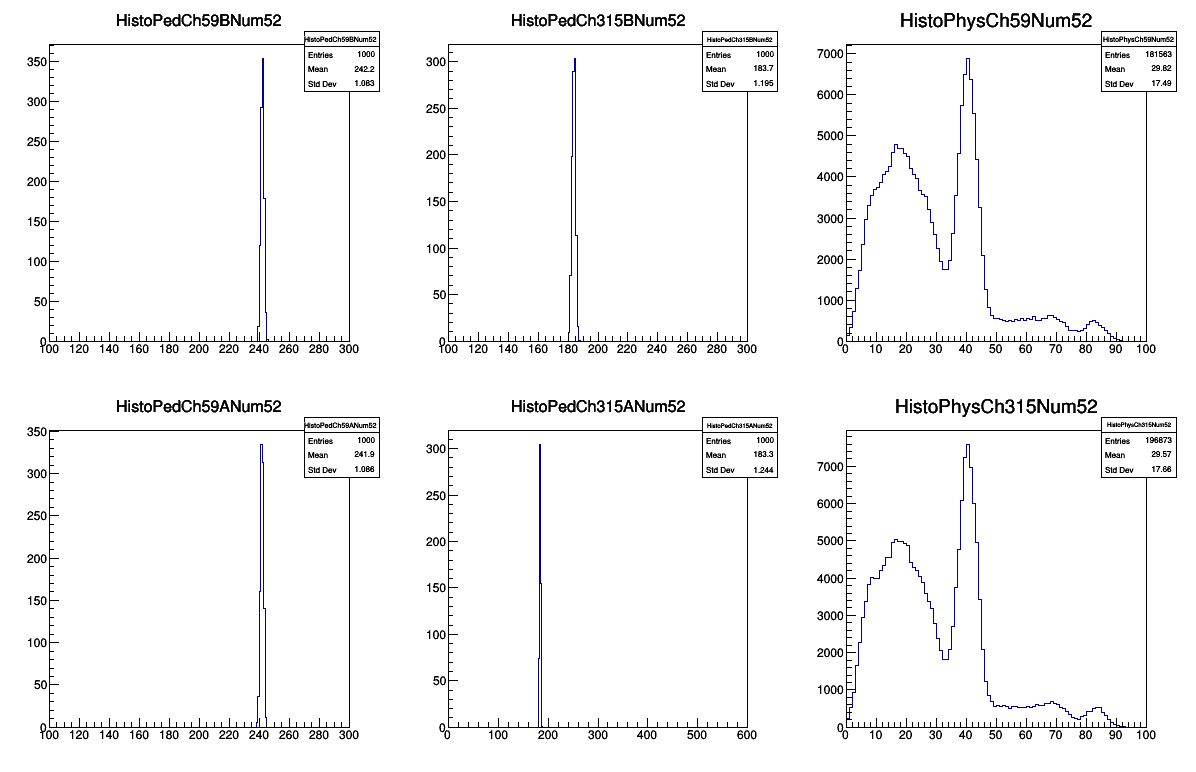 HistoPedCh59BNum52
HistoPedCh59BNum52
Entries 1000
Mean 242.2
Std Dev 1.083
350
300
250
200
150
100
50
0
100 120 140 160 180 200 220 240 260 280 300
HistoPedCh315BNum52
HistoPedCh315BNum52
Entries 1000
Mean 183.7
Std Dev 1.195
300
250
200
150
100
50
0
100 120 140 160 180 200 220 240 260 280 300
HistoPhysCh59Num52
HistoPhysCh59Num52
Entries 181563
Mean 29.82
Std Dev 17.49
7000
6000
5000
4000
3000
2000
1000
0
0 10 20 30 40 50 60 70 80 90 100
HistoPedCh59ANum52
HistoPedCh59ANum52
Entries 1000
Mean 241.9
Std Dev 1.086
350
300
250
200
150
100
50
0
100 120 140 160 180 200 220 240 260 280 300
HistoPedCh315ANum52
HistoPedCh315ANum52
Entries 1000
Mean 183.3
Std Dev 1.244
300
250
200
150
100
50
0
0 100 200 300 400 500 600
HistoPhysCh315Num52
HistoPhysCh315Num52
Entries 196873
Mean 29.57
Std Dev 17.66
7000
6000
5000
4000
3000
2000
1000
0
0 10 20 30 40 50 60 70 80 90 100